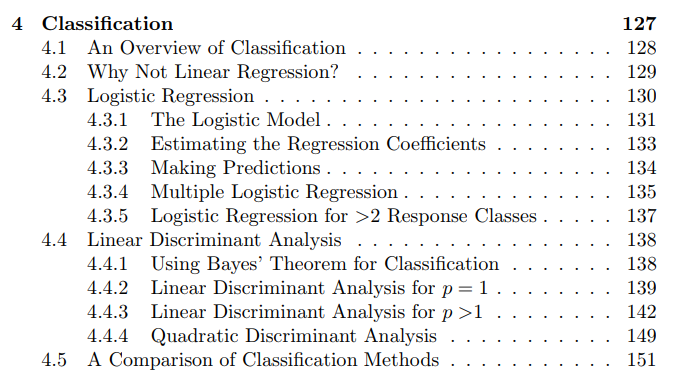 4 Classification 127
4.1 An Overview of Classification . . . . . . . . . . . . . . . . . 128
4.2 Why Not Linear Regression? . . . . . . . . . . . . . . . . . 129
4.3 Logistic Regression . . . . . . . . . . . . . . . . . . . . . . . 130
4.3.1 The Logistic Model . . . . . . . . . . . . . . . . . . . 131
4.3.2 Estimating the Regression Coefficients . . . . . . . . 133
4.3.3 Making Predictions . . . . . . . . . . . . . . . . . . . 134
4.3.4 Multiple Logistic Regression . . . . . . . . . . . . . . 135
4.3.5 Logistic Regression for >2 Response Classes . . . . . 137
4.4 Linear Discriminant Analysis . . . . . . . . . . . . . . . . . 138
4.4.1 Using Bayes’ Theorem for Classification . . . . . . . 138
4.4.2 Linear Discriminant Analysis for p = 1 . . . . . . . . 139
4.4.3 Linear Discriminant Analysis for p >1 . . . . . . . . 142
4.4.4 Quadratic Discriminant Analysis . . . . . . . . . . . 149
4.5 A Comparison of Classification Methods . . . . . . . . . . . 151